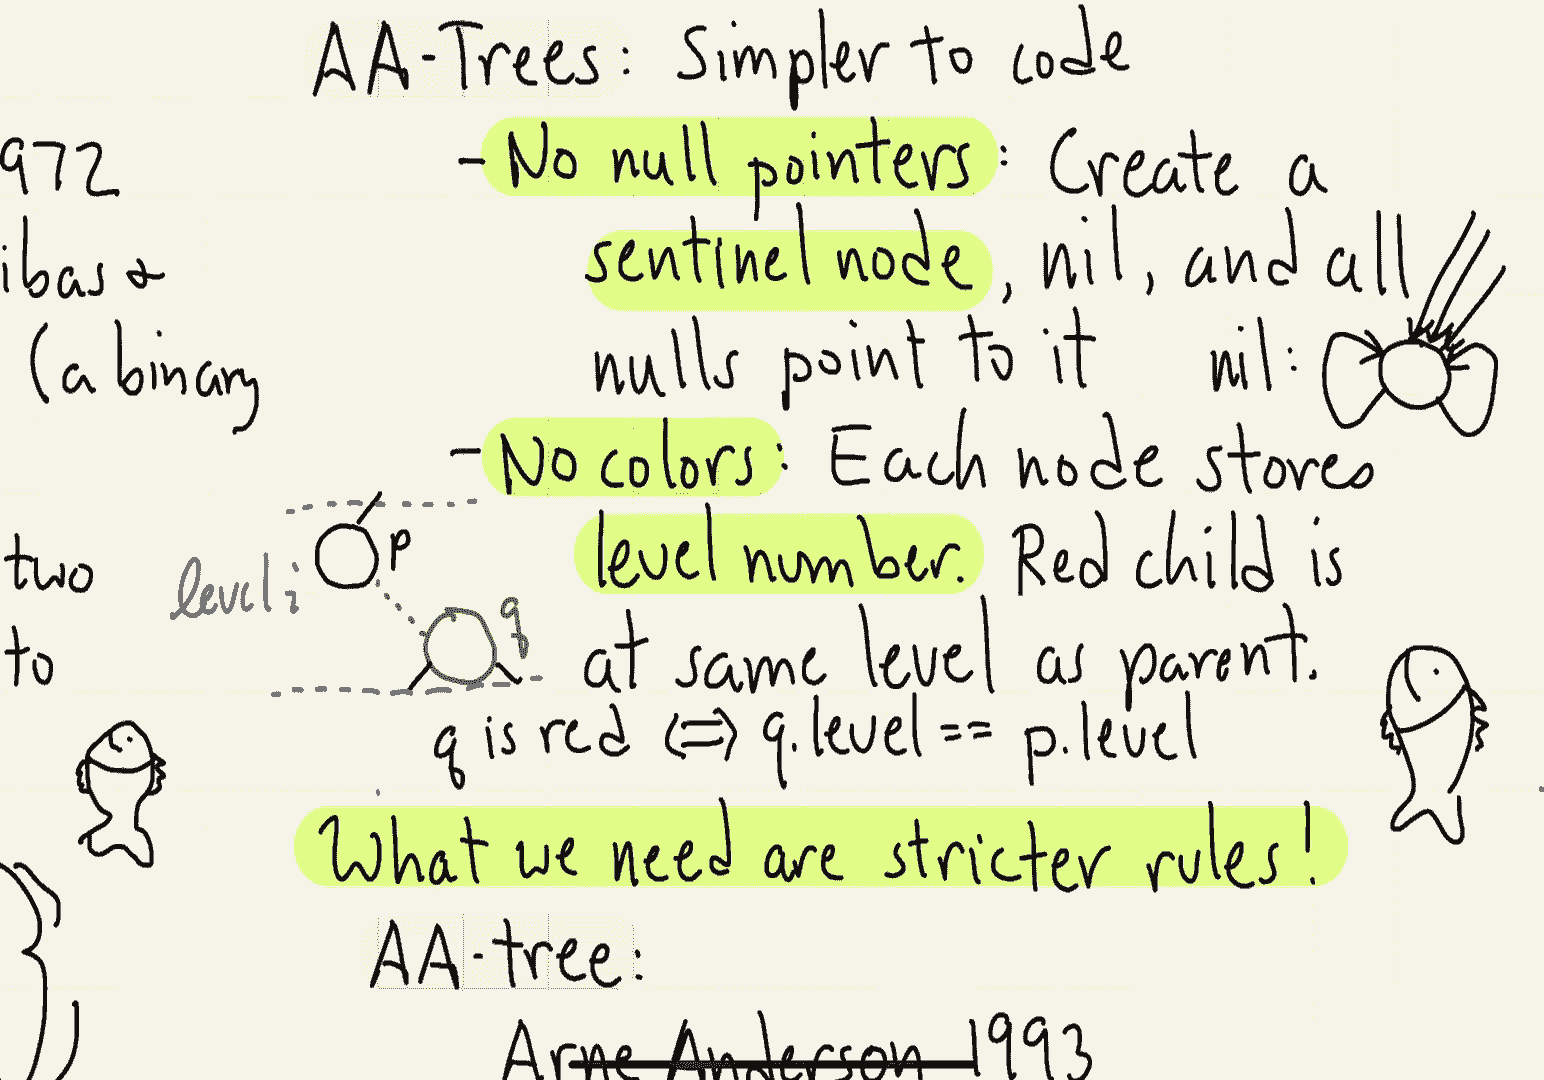 AA-Trees: Simpler to code
- No null pointers: Create a
sentinel node, nil, and all
nulls point to it nil:
- No colors: Each node stores
level number. Red child is
at same level as parent.
q is red ⟺ q.level == p.level
What we need are stricter rules!
AA-tree:
Arne Anderson 1993
972
ibas &
(a binary
two
to
level i
p
q